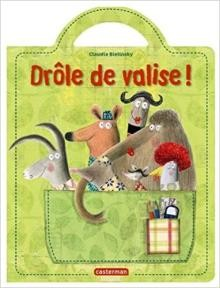 Claudia Bielinsky
Drôle de valise !
casterman